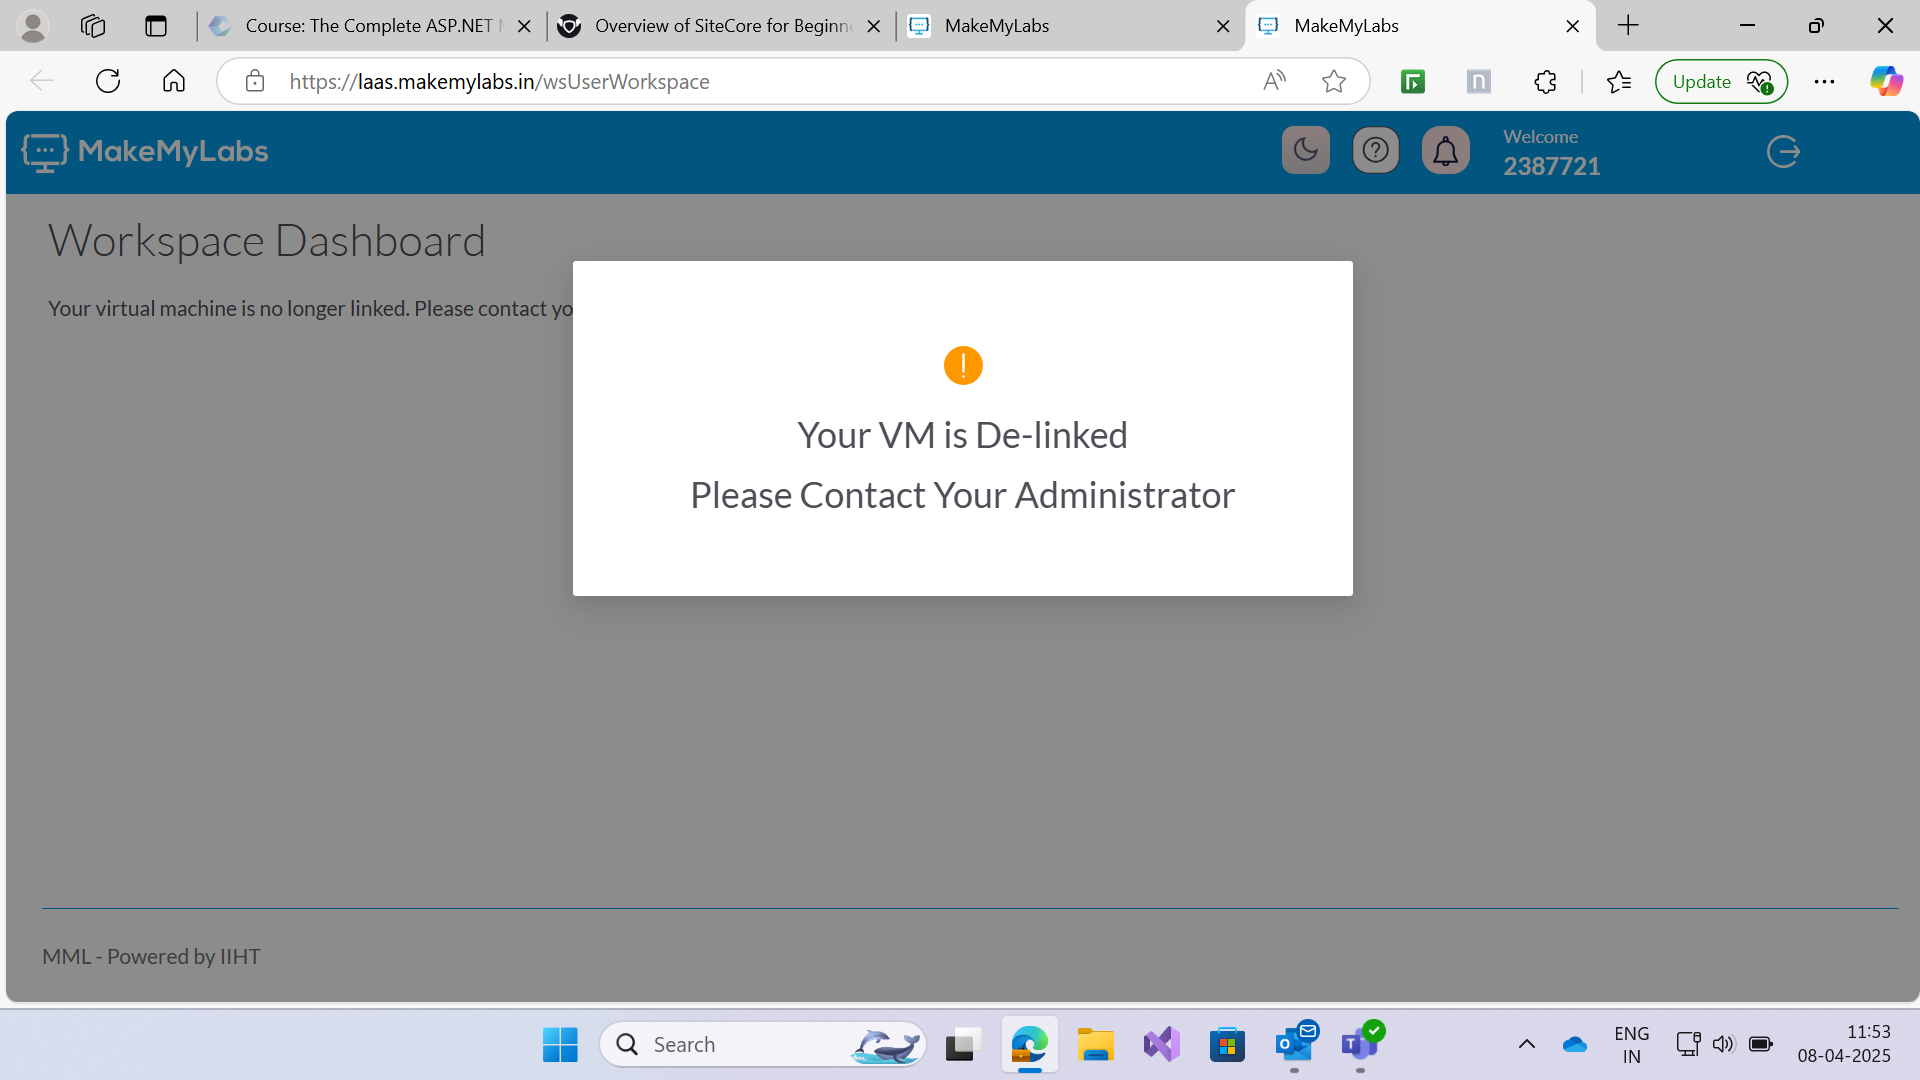 Course: The Complete ASP.NET
Overview of SiteCore for Beginne
MakeMyLabs
MakeMyLabs
https://laas.makemylabs.in/wsUserWorkspace
A
n
Update
MakeMyLabs
Welcome
2387721
Workspace Dashboard
Your virtual machine is no longer linked. Please contact yo
Your VM is De-linked
Please Contact Your Administrator
MML - Powered by IIHT
Search
ENG
IN
11:53
08-04-2025